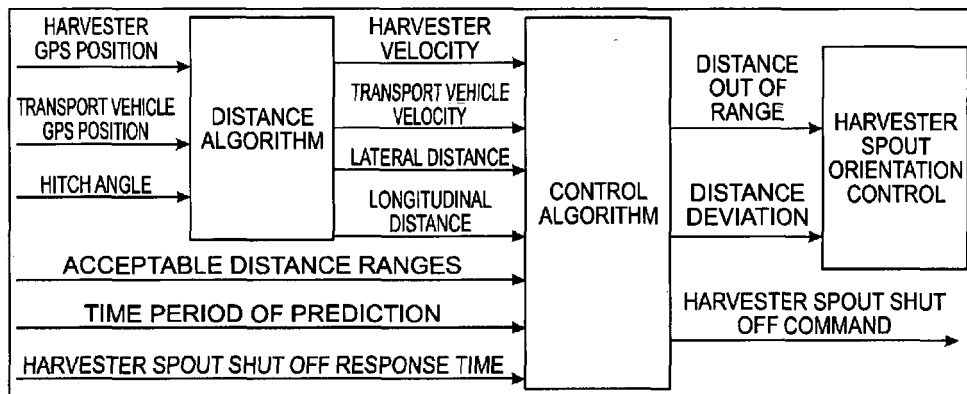 HARVESTER
GPS POSITION
TRANSPORT VEHICLE
GPS POSITION
HITCH ANGLE
DISTANCE
ALGORITHM
HARVESTER
VELOCITY
TRANSPORT VEHICLE
VELOCITY
LATERAL DISTANCE
LONGITUDINAL
DISTANCE
ACCEPTABLE DISTANCE RANGES
TIME PERIOD OF PREDICTION
HARVESTER SPOUT SHUT OFF RESPONSE TIME
CONTROL
ALGORITHM
DISTANCE
OUT OF
RANGE
DISTANCE
DEVIATION
HARVESTER
SPOUT
ORIENTATION
CONTROL
HARVESTER SPOUT SHUT
OFF COMMAND